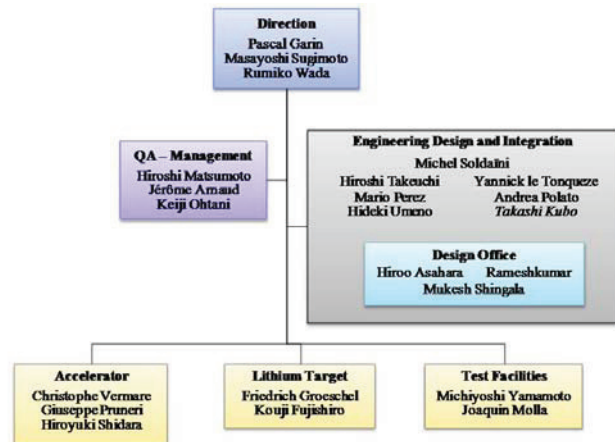 Direction
Pascal Garin
Masayoshi Sugimoto
Rumiko Wada
QA – Management
Hiroshi Matsumoto
Jérôme Arnaud
Keiji Ohtani
Engineering Design and Integration
Michel Soldaïni
Hiroshi Takeuchi Yannick le Tonqueze
Mario Perez Andrea Polato
Hideki Umeno Takashi Kubo
Design Office
Hiroo Asahara Rameshkumar
Mukesh Shingala
Accelerator
Christophe Vermare
Giuseppe Pruneri
Hiroyuki Shidara
Lithium Target
Friedrich Groeschel
Kouji Fujishiro
Test Facilities
Michiyoshi Yamamoto
Joaquin Molla